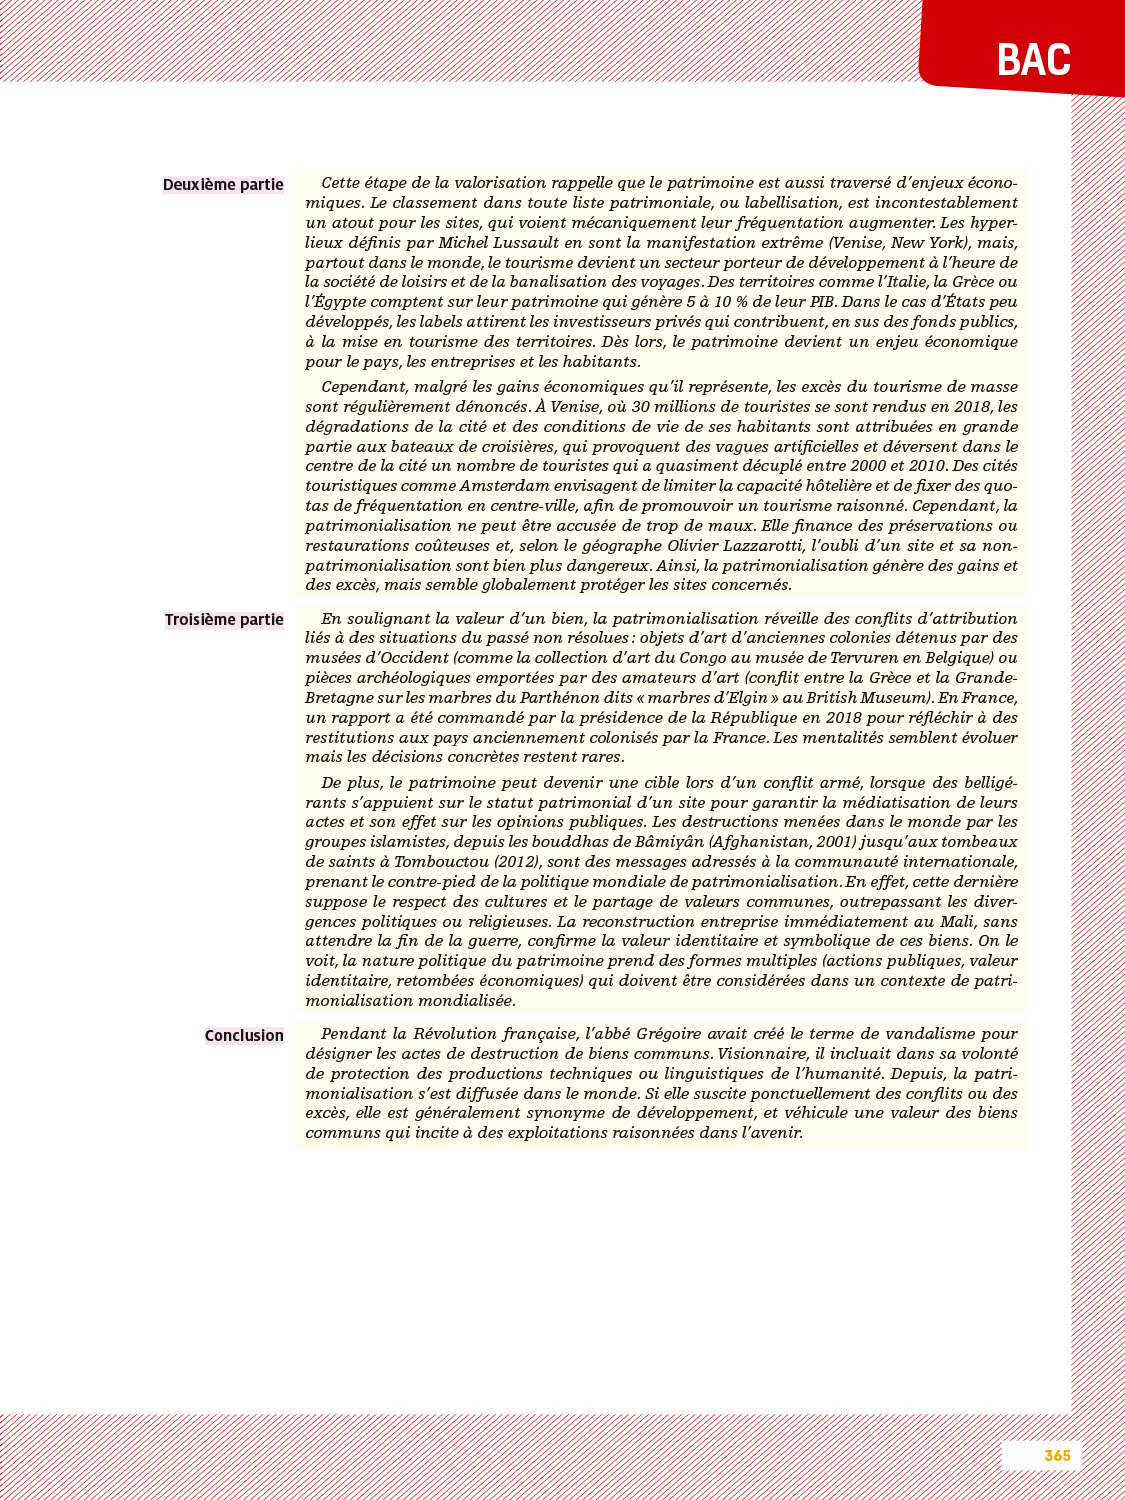 BAC
Deuxième partie
Cette étape de la valorisation rappelle que le patrimoine est aussi traversé d'enjeux écono-
miques. Le classement dans toute liste patrimoniale, ou labellisation, est incontestablement
un atout pour les sites, qui voient mécaniquement leur fréquentation augmenter. Les hyper-
lieux définis par Michel Lussault en sont la manifestation extrême (Venise, New York), mais,
partout dans le monde, le tourisme devient un secteur porteur de développement à l'heure de
la société de loisirs et de la banalisation des voyages. Des territoires comme l'Italie, la Grèce ou
l'Égypte comptent sur leur patrimoine qui génère 5 à 10 % de leur PIB. Dans le cas d'États peu
développés, les labels attirent les investisseurs privés qui contribuent, en sus des fonds publics,
à la mise en tourisme des territoires. Dès lors, le patrimoine devient un enjeu économique
pour le pays, les entreprises et les habitants.
Cependant, malgré les gains économiques qu'il représente, les excès du tourisme de masse
sont régulièrement dénoncés. À Venise, où 30 millions de touristes se sont rendus en 2018, les
dégradations de la cité et des conditions de vie de ses habitants sont attribuées en grande
partie aux bateaux de croisières, qui provoquent des vagues artificielles et déversent dans le
centre de la cité un nombre de touristes qui a quasiment décuplé entre 2000 et 2010. Des cités
touristiques comme Amsterdam envisagent de limiter la capacité hôtelière et de fixer des quo-
tas de fréquentation en centre-ville, afin de promouvoir un tourisme raisonné. Cependant, la
patrimonialisation ne peut être accusée de trop de maux. Elle finance des préservations ou
restaurations coûteuses et, selon le géographe Olivier Lazzarotti, l'oubli d'un site et sa non-
patrimonialisation sont bien plus dangereux. Ainsi, la patrimonialisation génère des gains et
des excès, mais semble globalement protéger les sites concernés.
Troisième partie
En soulignant la valeur d'un bien, la patrimonialisation réveille des conflits d'attribution
liés à des situations du passé non résolues : objets d'art d'anciennes colonies détenus par des
musées d'Occident (comme la collection d'art du Congo au musée de Tervuren en Belgique) ou
pièces archéologiques emportées par des amateurs d'art (conflit entre la Grèce et la Grande-
Bretagne sur les marbres du Parthénon dits « marbres d'Elgin » au British Museum). En France,
un rapport a été commandé par la présidence de la République en 2018 pour réfléchir à des
restitutions aux pays anciennement colonisés par la France. Les mentalités semblent évoluer
mais les décisions concrètes restent rares.
De plus, le patrimoine peut devenir une cible lors d'un conflit armé, lorsque des belligé-
rants s'appuient sur le statut patrimonial d'un site pour garantir la médiatisation de leurs
actes et son effet sur les opinions publiques. Les destructions menées dans le monde par les
groupes islamistes, depuis les bouddhas de Bâmiyân (Afghanistan, 2001) jusqu'aux tombeaux
de saints à Tombouctou (2012), sont des messages adressés à la communauté internationale,
prenant le contre-pied de la politique mondiale de patrimonialisation. En effet, cette dernière
suppose le respect des cultures et le partage de valeurs communes, outrepassant les diver-
gences politiques ou religieuses. La reconstruction entreprise immédiatement au Mali, sans
attendre la fin de la guerre, confirme la valeur identitaire et symbolique de ces biens. On le
voit, la nature politique du patrimoine prend des formes multiples (actions publiques, valeur
identitaire, retombées économiques) qui doivent être considérées dans un contexte de patri-
monialisation mondialisée.
Conclusion
Pendant la Révolution française, l'abbé Grégoire avait créé le terme de vandalisme pour
désigner les actes de destruction de biens communs. Visionnaire, il incluait dans sa volonté
de protection des productions techniques ou linguistiques de l'humanité. Depuis, la patri-
monialisation s'est diffusée dans le monde. Si elle suscite ponctuellement des conflits ou des
excès, elle est généralement synonyme de développement, et véhicule une valeur des biens
communs qui incite à des exploitations raisonnées dans l'avenir.
365